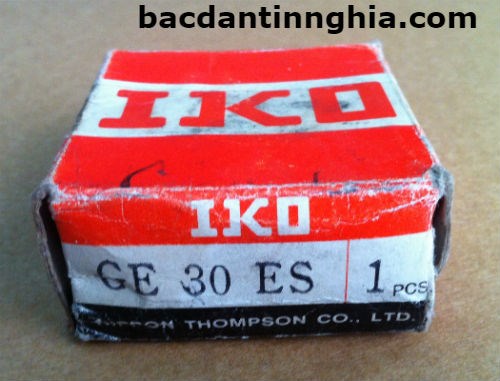 bacdantinnghia.com
IKO
IKO
GE 30 ES 1 PCS
THOMPSON CO., LTD.